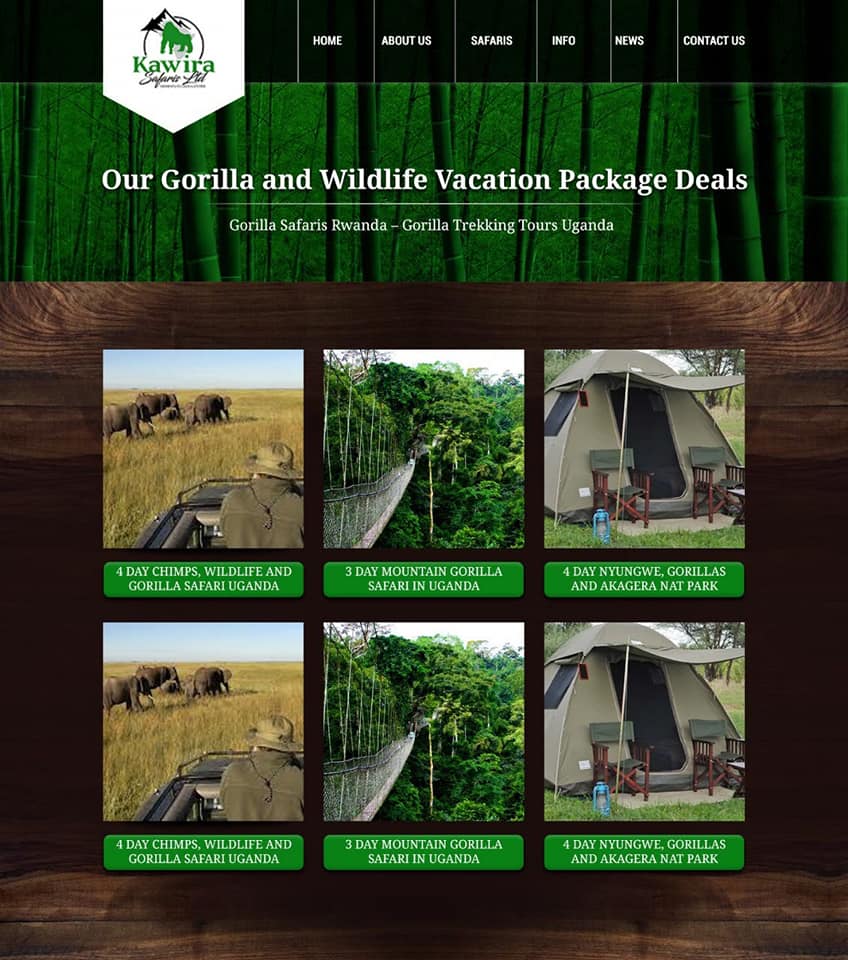 Kawira
Safaris Ltd
HOME
ABOUT US
SAFARIS
INFO
NEWS
CONTACT US
Our Gorilla and Wildlife Vacation Package Deals
Gorilla Safaris Rwanda – Gorilla Trekking Tours Uganda
4 DAY CHIMPS, WILDLIFE AND
GORILLA SAFARI UGANDA
3 DAY MOUNTAIN GORILLA
SAFARI IN UGANDA
4 DAY NYUNGWE, GORILLAS
AND AKAGERA NAT PARK
4 DAY CHIMPS, WILDLIFE AND
GORILLA SAFARI UGANDA
3 DAY MOUNTAIN GORILLA
SAFARI IN UGANDA
4 DAY NYUNGWE, GORILLAS
AND AKAGERA NAT PARK